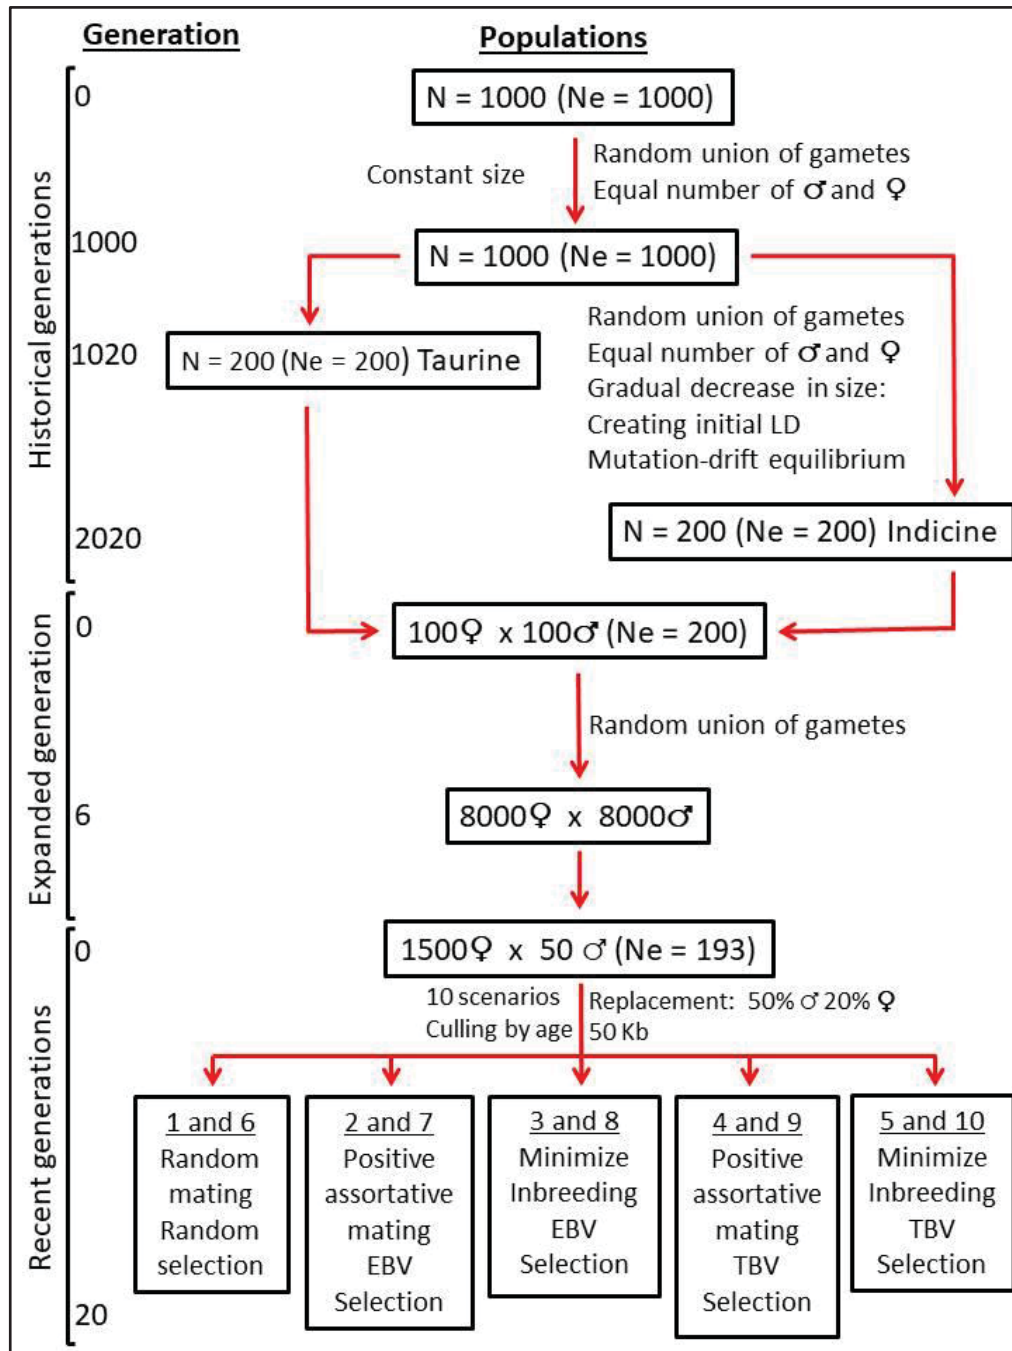 Generation
Populations
Historical generations
0
N = 1000 (Ne = 1000)
Constant size
Random union of gametes
Equal number of ♂ and ♀
1000
N = 1000 (Ne = 1000)
1020
N = 200 (Ne = 200) Taurine
Random union of gametes
Equal number of ♂ and ♀
Gradual decrease in size:
Creating initial LD
Mutation-drift equilibrium
2020
N = 200 (Ne = 200) Indicine
Expanded generation
0
100♀ x 100♂ (Ne = 200)
Random union of gametes
6
8000♀ x 8000♂
Recent generations
0
1500♀ x 50 ♂ (Ne = 193)
10 scenarios
Culling by age
Replacement: 50% ♂ 20% ♀
50 Kb
1 and 6
Random
mating
Random
selection
2 and 7
Positive
assortative
mating
EBV
Selection
3 and 8
Minimize
Inbreeding
EBV
Selection
4 and 9
Positive
assortative
mating
TBV
Selection
5 and 10
Minimize
Inbreeding
TBV
Selection
20